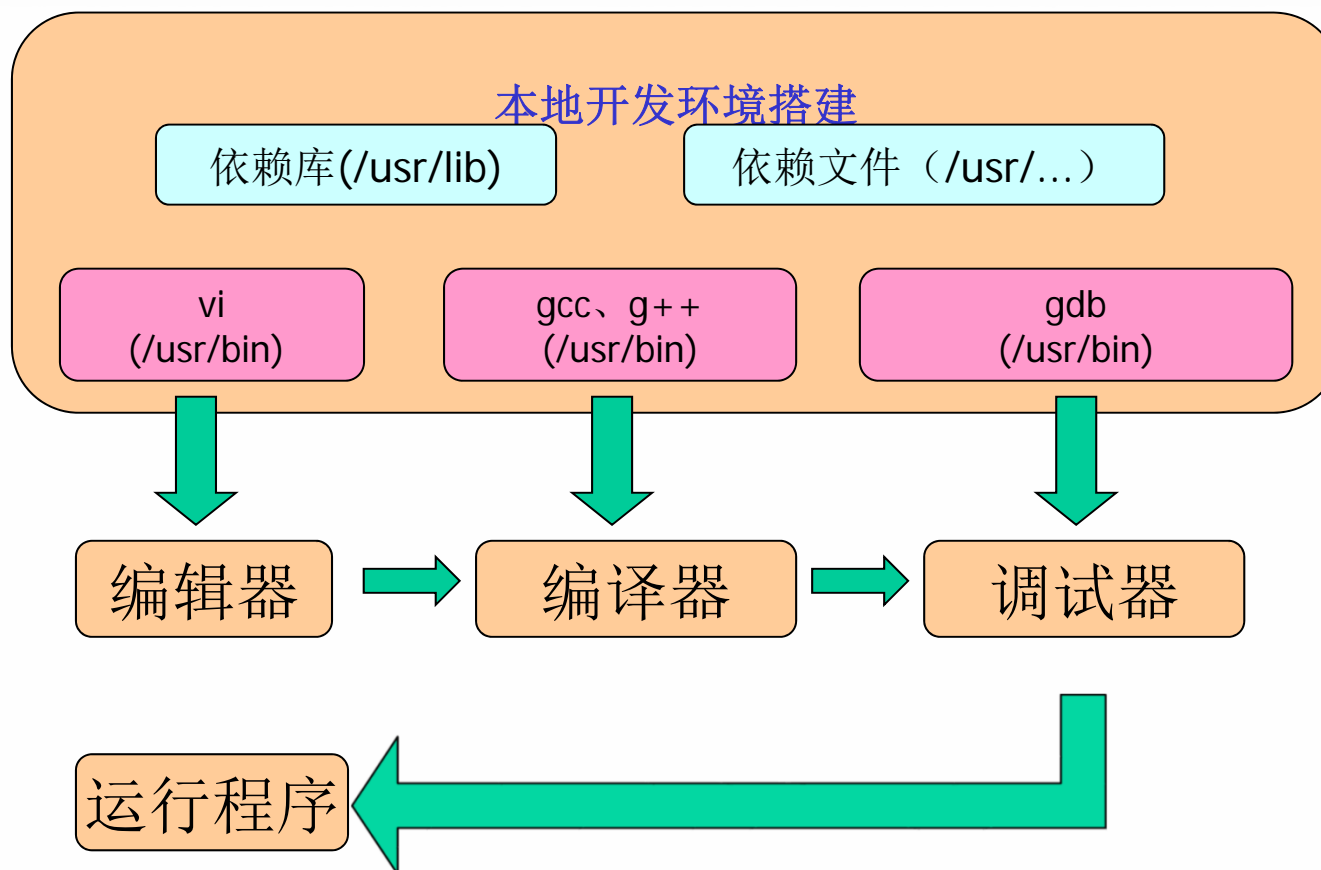 本地开发环境搭建
依赖库(/usr/lib)
依赖文件（/usr/…）
vi
(/usr/bin)
gcc、g++
(/usr/bin)
gdb
(/usr/bin)
编辑器
编译器
调试器
运行程序